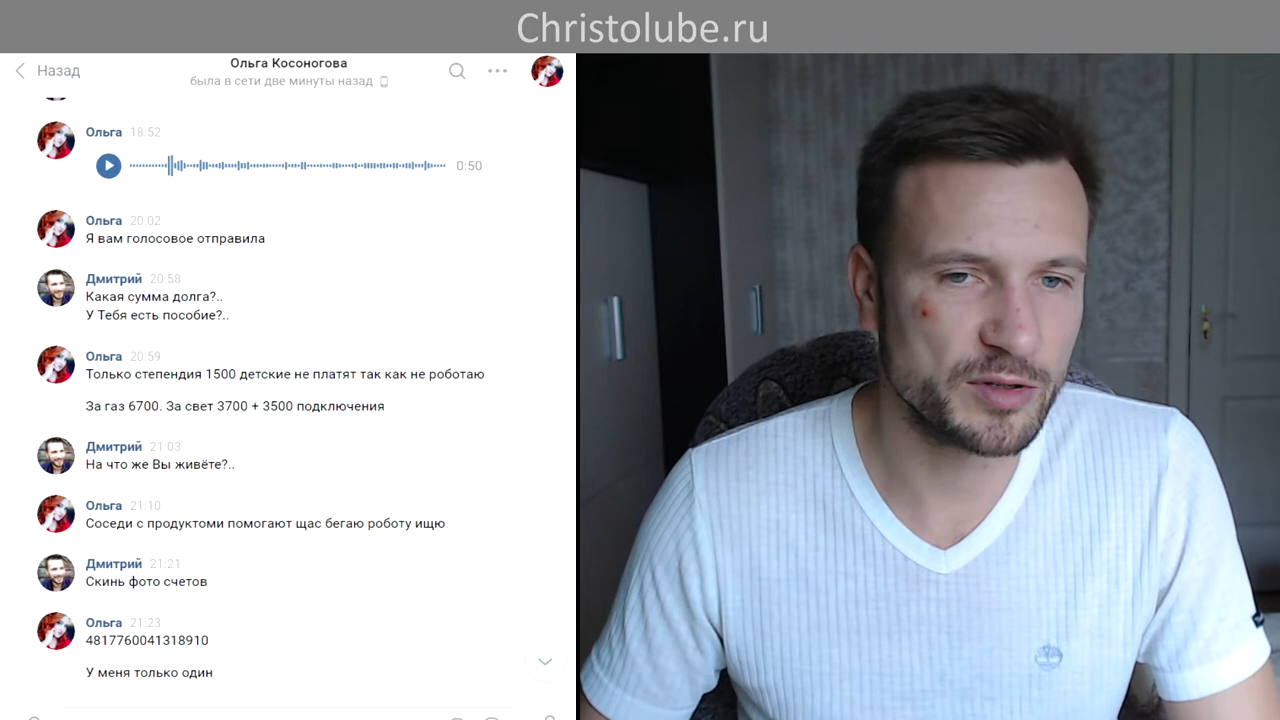 Christolube.ru
Назад
Ольга Косоногова
была в сети две минуты назад
Ольга 18:52
0:50
Ольга 20:02
Я вам голосовое отправила
Дмитрий 20:58
Какая сумма долга?..
У Тебя есть пособие?..
Ольга 20:59
Только степендия 1500 детские не платят так как не роботаю
За газ 6700. За свет 3700 + 3500 подключения
Дмитрий 21:03
На что же Вы живёте?..
Ольга 21:10
Соседи с продуктоми помогают щас бегаю роботу ищю
Дмитрий 21:21
Скинь фото счетов
Ольга 21:23
4817760041318910
У меня только один